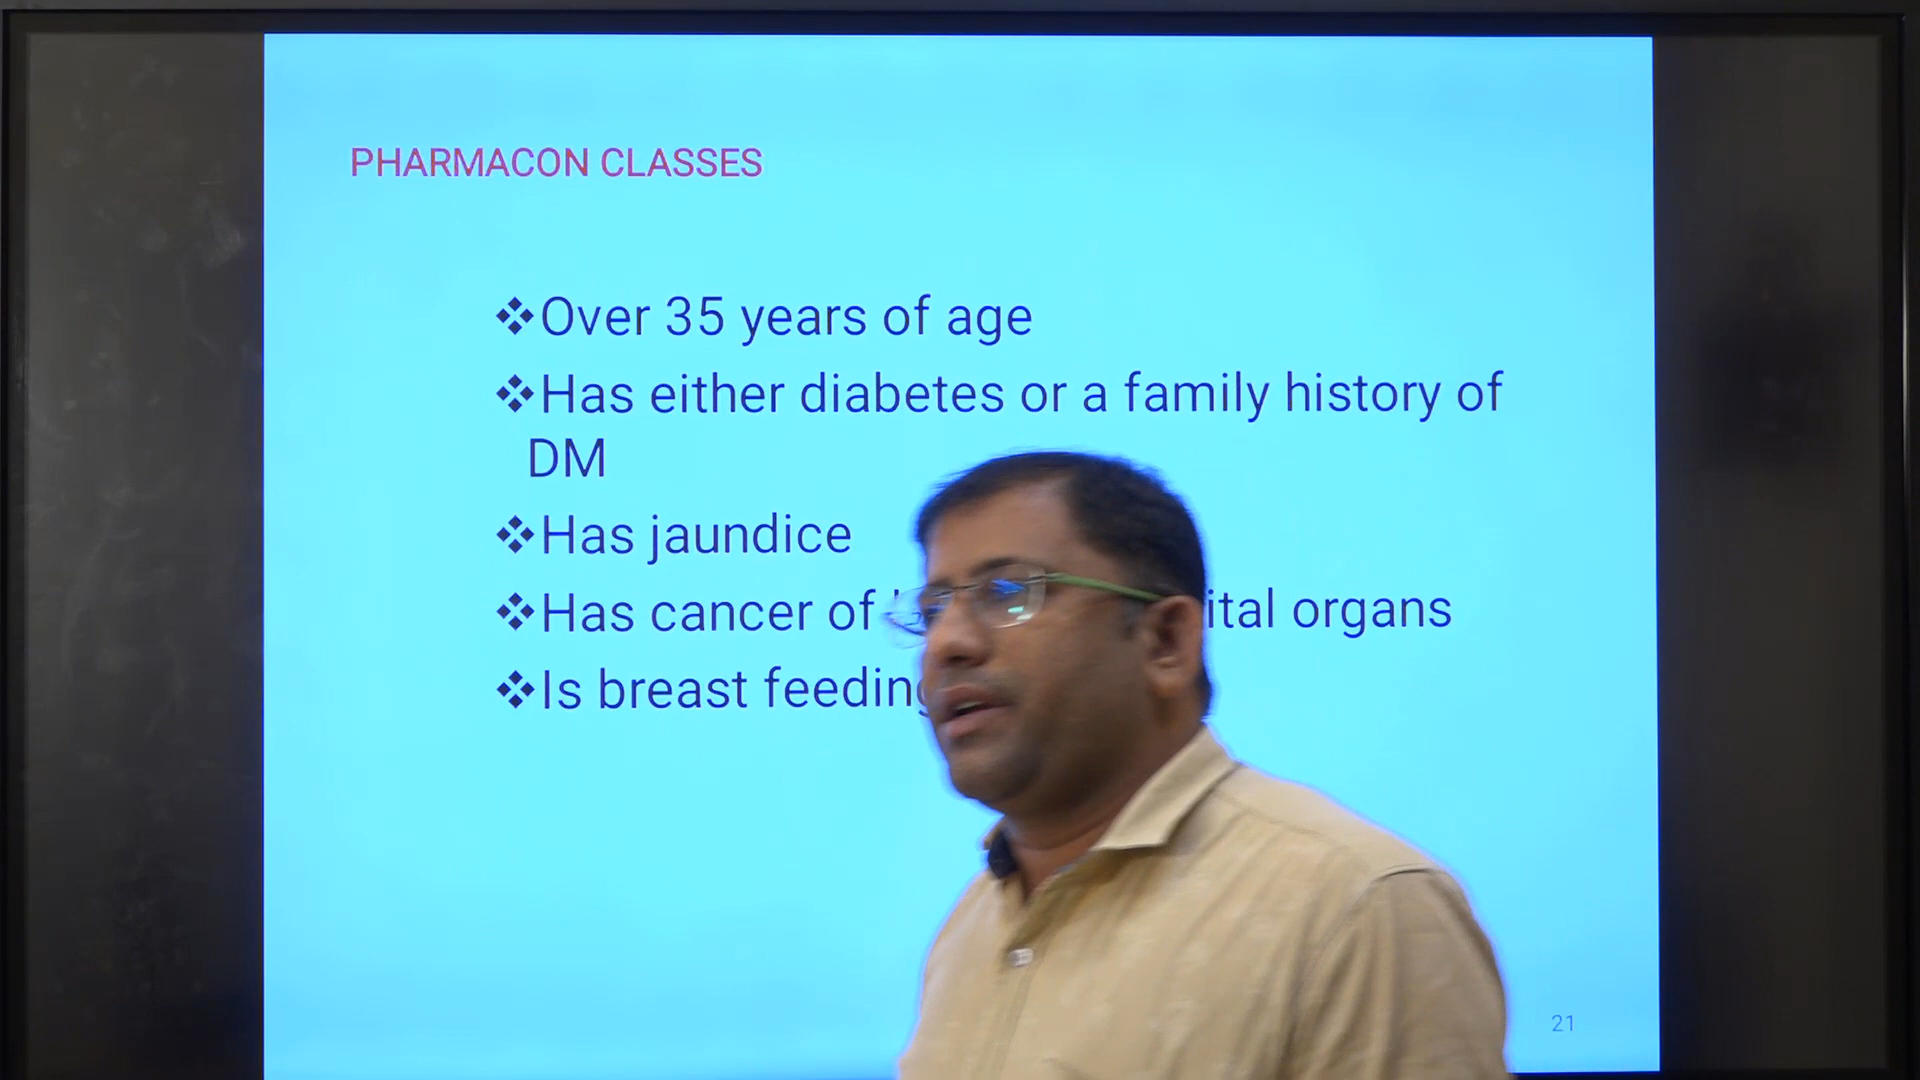 PHARMACON CLASSES
❖Over 35 years of age
❖Has either diabetes or a family history of
DM
❖Has jaundice
❖Has cancer of ital organs
❖Is breast feeding
21